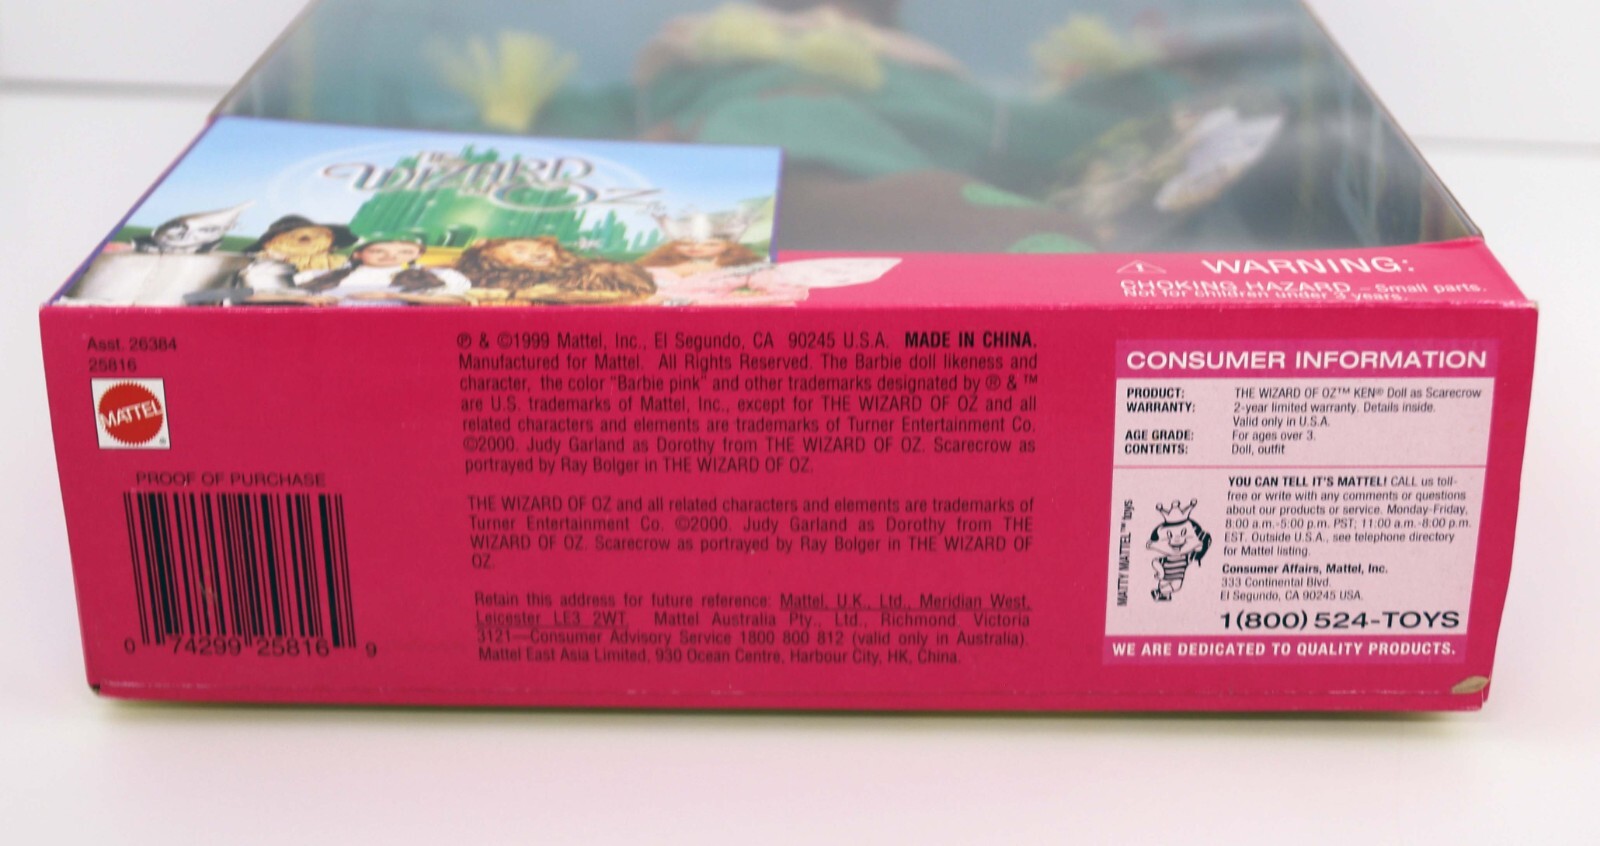 THE
WIZARD
OF OZ
WARNING:
CHOKING HAZARD – Small parts.
Not for children under 3 years.
Asst. 26384
25816
MATTEL
®
PROOF OF PURCHASE
0 74299 25816 9
℗ & ©1999 Mattel, Inc., El Segundo, CA 90245 U.S.A. MADE IN CHINA.
Manufactured for Mattel. All Rights Reserved. The Barbie doll likeness and
character, the color "Barbie pink" and other trademarks designated by ® & ™
are U.S. trademarks of Mattel, Inc., except for THE WIZARD OF OZ and all
related characters and elements are trademarks of Turner Entertainment Co.
©2000. Judy Garland as Dorothy from THE WIZARD OF OZ. Scarecrow as
portrayed by Ray Bolger in THE WIZARD OF OZ.
THE WIZARD OF OZ and all related characters and elements are trademarks of
Turner Entertainment Co. ©2000. Judy Garland as Dorothy from THE
WIZARD OF OZ. Scarecrow as portrayed by Ray Bolger in THE WIZARD OF
OZ.
Retain this address for future reference: Mattel, U.K., Ltd., Meridian West,
Leicester LE3 2WT. Mattel Australia Pty., Ltd., Richmond, Victoria
3121—Consumer Advisory Service 1800 800 812 (valid only in Australia).
Mattel East Asia Limited, 930 Ocean Centre, Harbour City, HK, China.
CONSUMER INFORMATION
PRODUCT: THE WIZARD OF OZ™ KEN® Doll as Scarecrow
WARRANTY: 2-year limited warranty. Details inside.
Valid only in U.S.A.
AGE GRADE: For ages over 3.
CONTENTS: Doll, outfit
MATTY MATTEL™ toys
YOU CAN TELL IT'S MATTEL! CALL us toll-
free or write with any comments or questions
about our products or service. Monday-Friday,
8:00 a.m.-5:00 p.m. PST; 11:00 a.m.-8:00 p.m.
EST. Outside U.S.A., see telephone directory
for Mattel listing.
Consumer Affairs, Mattel, Inc.
333 Continental Blvd.
El Segundo, CA 90245 USA.
1(800) 524-TOYS
WE ARE DEDICATED TO QUALITY PRODUCTS.